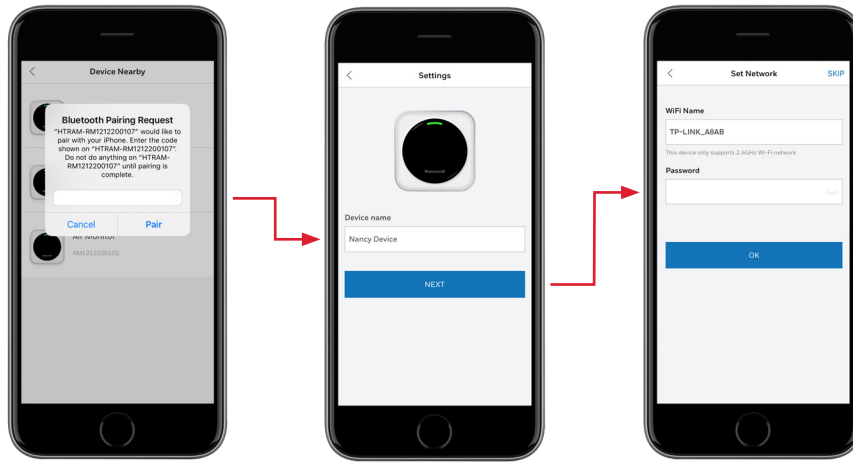 Device Nearby
Bluetooth Pairing Request
"HTRAM-RM1212200107" would like to
pair with your iPhone. Enter the code
shown on "HTRAM-RM1212200107".
Do not do anything on "HTRAM-
RM1212200107" until pairing is
complete.
Cancel
Pair
Air Monitor
RM1212200102
Settings
Honeywell
Device name
Nancy Device
NEXT
Set Network
SKIP
WiFi Name
TP-LINK_A8AB
This device only supports 2.4GHz Wi-Fi network
Password
OK